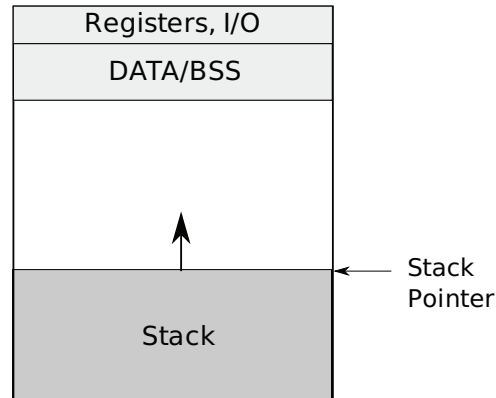 Registers, I/O
DATA/BSS
Stack
Pointer
Stack